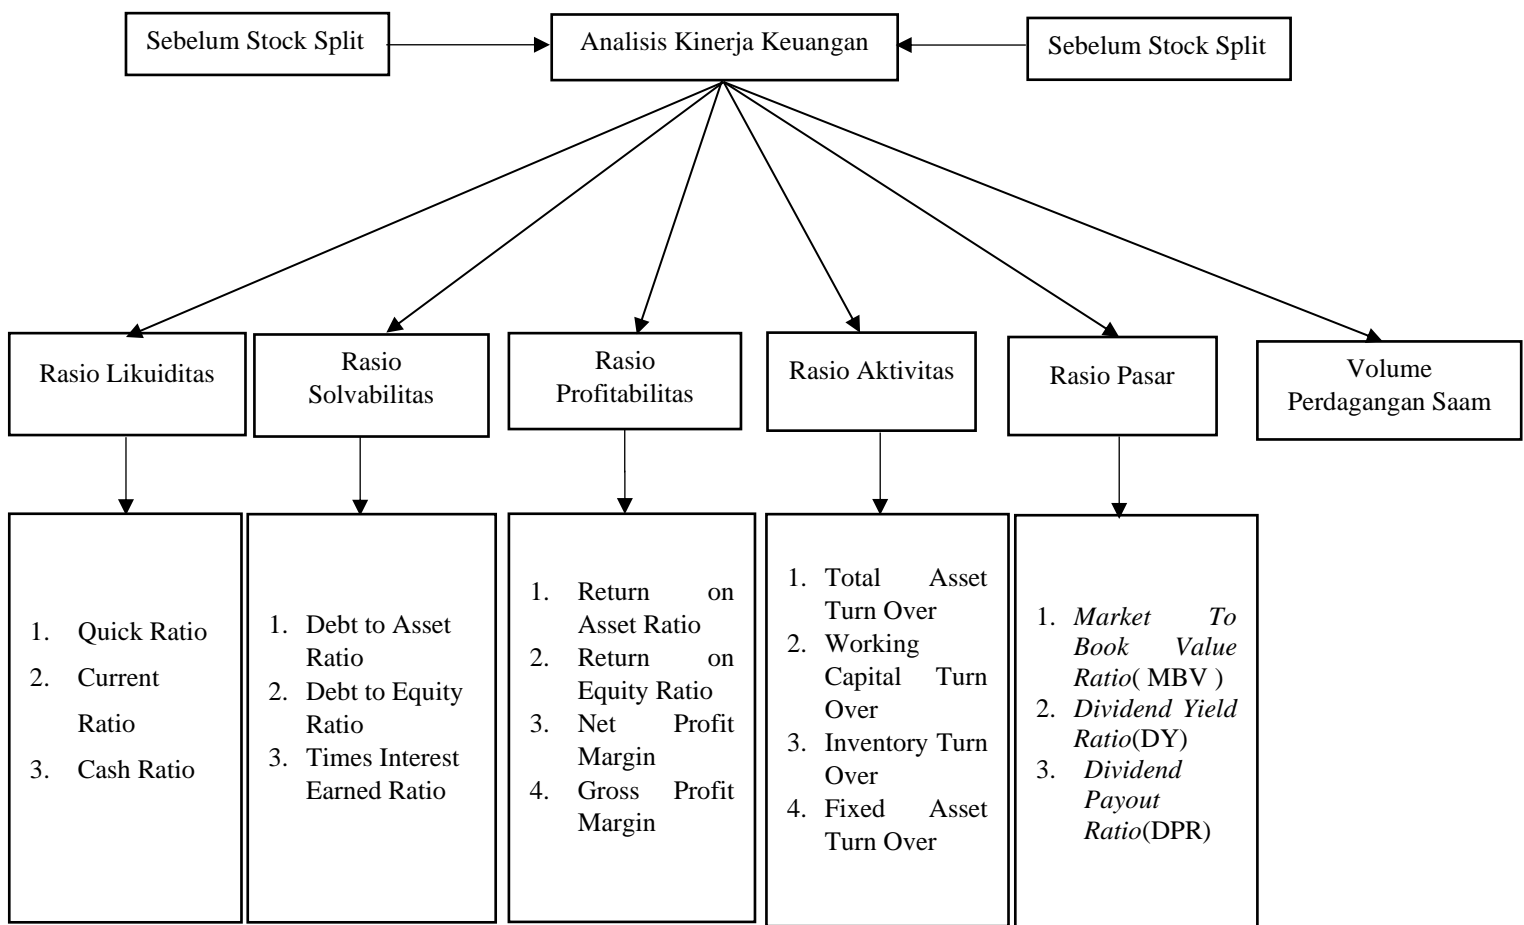 Sebelum Stock Split
Analisis Kinerja Keuangan
Sebelum Stock Split
Rasio Likuiditas
Rasio
Solvabilitas
Rasio
Profitabilitas
Rasio Aktivitas
Rasio Pasar
Volume
Perdagangan Saam
1. Quick Ratio
2. Current
Ratio
3. Cash Ratio
1. Debt to Asset
Ratio
2. Debt to Equity
Ratio
3. Times Interest
Earned Ratio
1. Return on
Asset Ratio
2. Return on
Equity Ratio
3. Net Profit
Margin
4. Gross Profit
Margin
1. Total Asset
Turn Over
2. Working
Capital Turn
Over
3. Inventory Turn
Over
4. Fixed Asset
Turn Over
1. Market To
Book Value
Ratio( MBV )
2. Dividend Yield
Ratio(DY)
3. Dividend
Payout
Ratio(DPR)